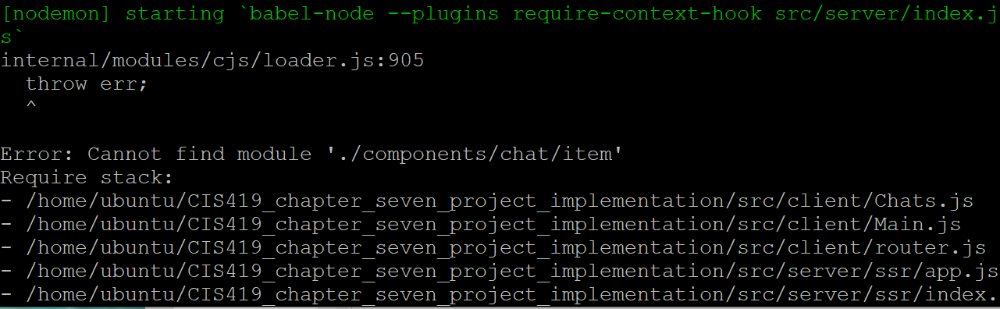 [nodemon] starting `babel-node --plugins require-context-hook src/server/index.j
s`
internal/modules/cjs/loader.js:905
  throw err;
  ^

Error: Cannot find module './components/chat/item'
Require stack:
- /home/ubuntu/CIS419_chapter_seven_project_implementation/src/client/Chats.js
- /home/ubuntu/CIS419_chapter_seven_project_implementation/src/client/Main.js
- /home/ubuntu/CIS419_chapter_seven_project_implementation/src/client/router.js
- /home/ubuntu/CIS419_chapter_seven_project_implementation/src/server/ssr/app.js
- /home/ubuntu/CIS419_chapter_seven_project_implementation/src/server/ssr/index.